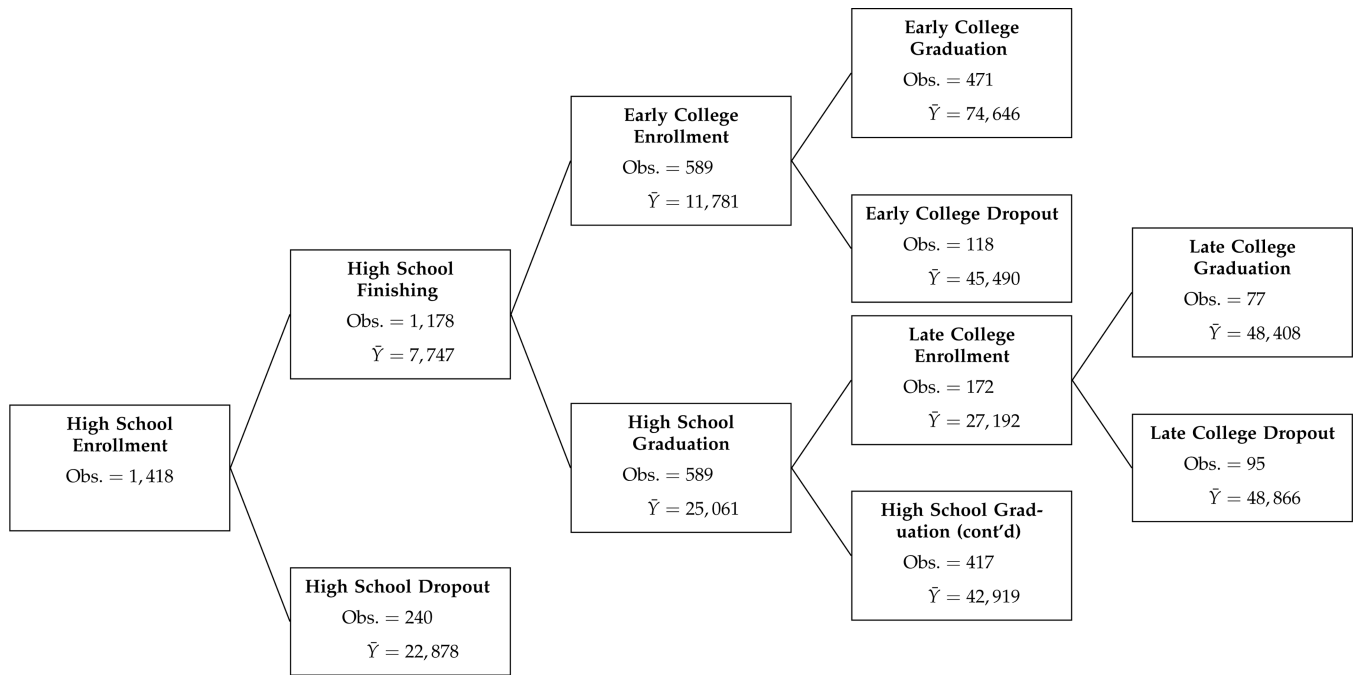 High School
Enrollment
Obs. = 1,418
High School
Finishing
Obs. = 1,178
Ȳ = 7,747
High School Dropout
Obs. = 240
Ȳ = 22,878
Early College
Enrollment
Obs. = 589
Ȳ = 11,781
High School
Graduation
Obs. = 589
Ȳ = 25,061
Early College
Graduation
Obs. = 471
Ȳ = 74,646
Early College Dropout
Obs. = 118
Ȳ = 45,490
Late College
Enrollment
Obs. = 172
Ȳ = 27,192
High School Grad-
uation (cont'd)
Obs. = 417
Ȳ = 42,919
Late College
Graduation
Obs. = 77
Ȳ = 48,408
Late College Dropout
Obs. = 95
Ȳ = 48,866